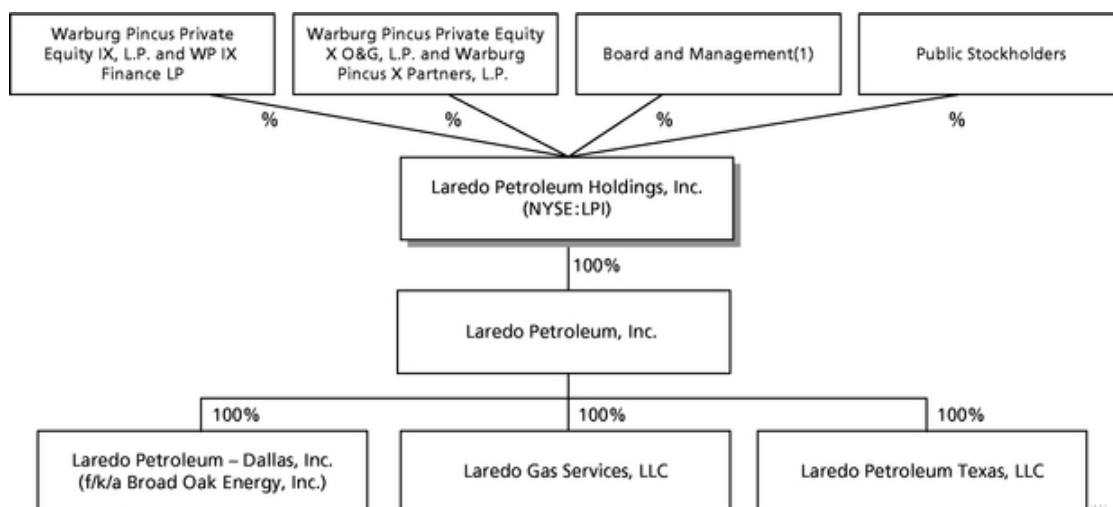 Warburg Pincus Private
Equity IX, L.P. and WP IX
Finance LP
Warburg Pincus Private Equity
X O&G, L.P. and Warburg
Pincus X Partners, L.P.
Board and Management(1)
Public Stockholders
%
%
%
%
Laredo Petroleum Holdings, Inc.
(NYSE:LPI)
100%
Laredo Petroleum, Inc.
100%
100%
100%
Laredo Petroleum – Dallas, Inc.
(f/k/a Broad Oak Energy, Inc.)
Laredo Gas Services, LLC
Laredo Petroleum Texas, LLC